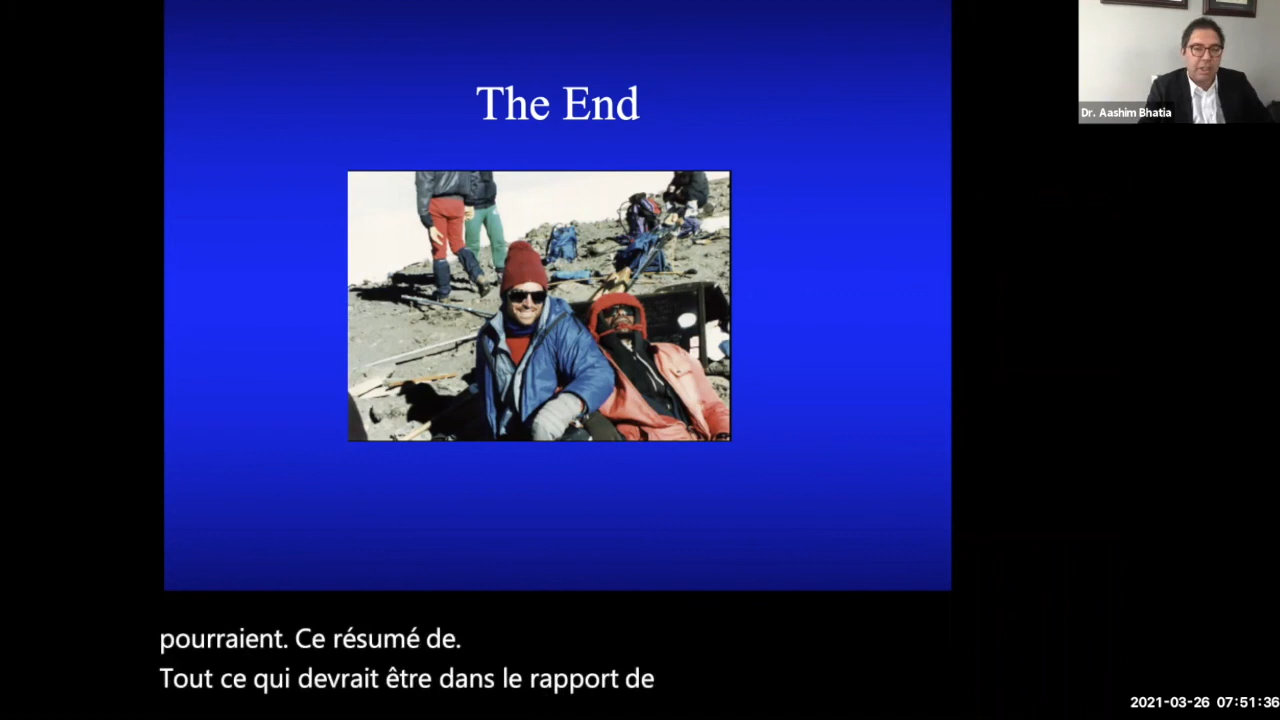 The End
Dr. Aashim Bhatia
pourraient. Ce résumé de.
Tout ce qui devrait être dans le rapport de
2021-03-26 07:51:36